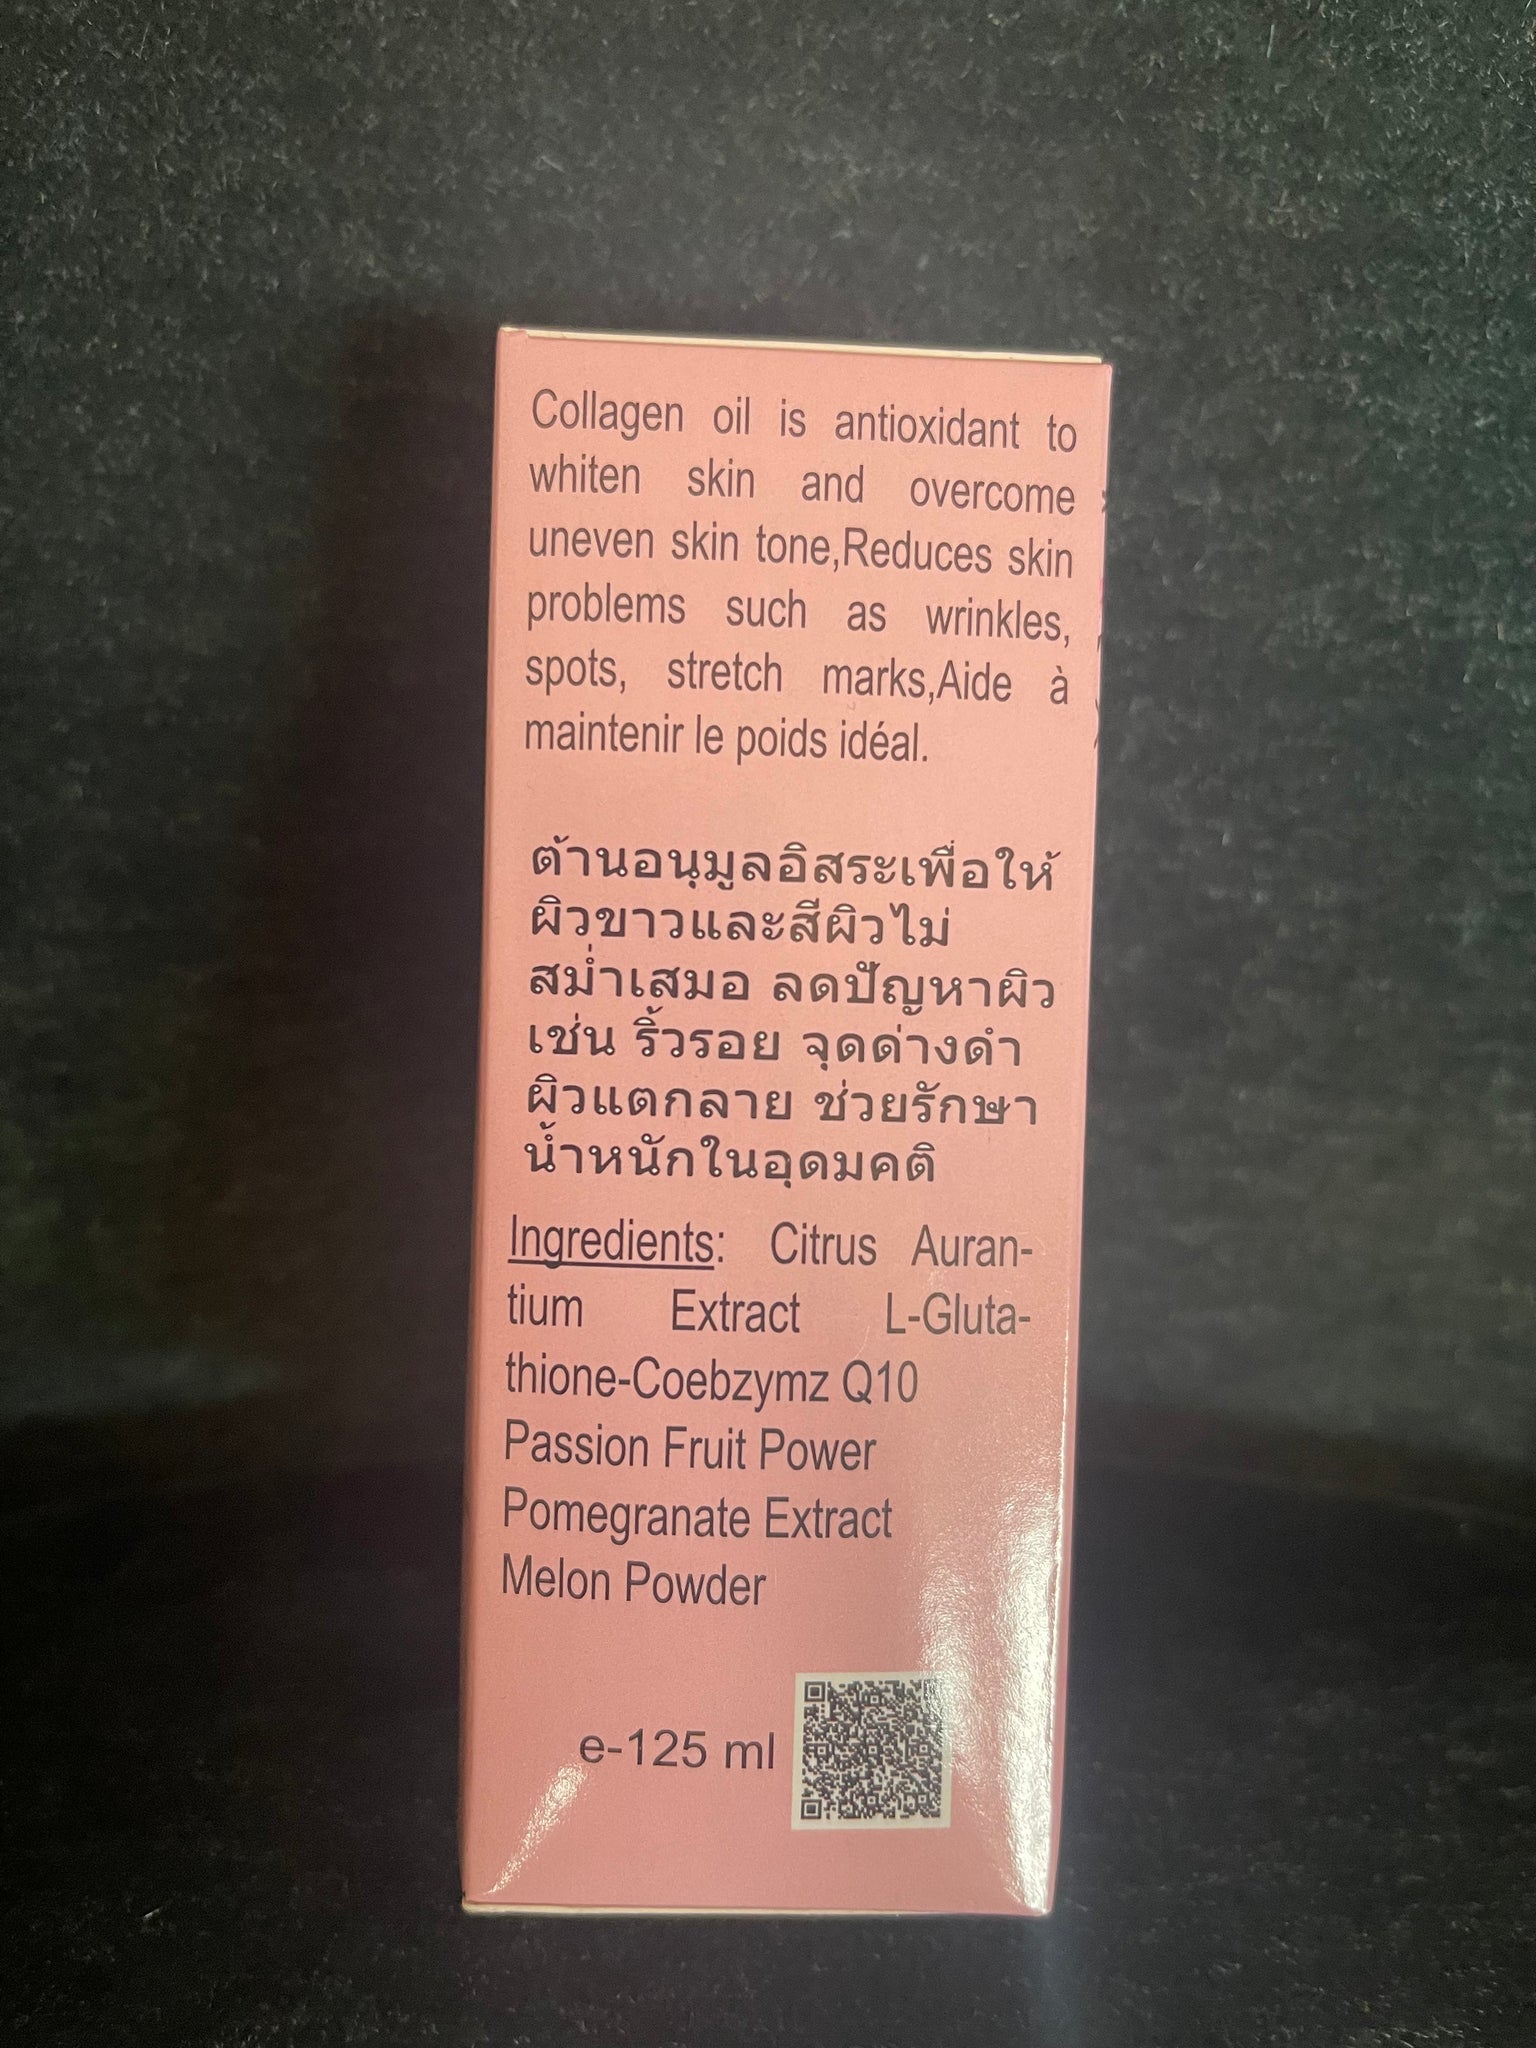 Collagen oil is antioxidant to
whiten skin and overcome
uneven skin tone,Reduces skin
problems such as wrinkles,
spots, stretch marks,Aide à
maintenir le poids idéal.
ต้านอนุมูลอิสระเพื่อให้
ผิวขาวและสีผิวไม่
สม่ำเสมอ ลดปัญหาผิว
เช่น ริ้วรอย จุดด่างดำ
ผิวแตกลาย ช่วยรักษา
น้ำหนักในอุดมคติ
Ingredients: Citrus Auran-
tium Extract L-Gluta-
thione-Coebzymz Q10
Passion Fruit Power
Pomegranate Extract
Melon Powder
e-125 ml